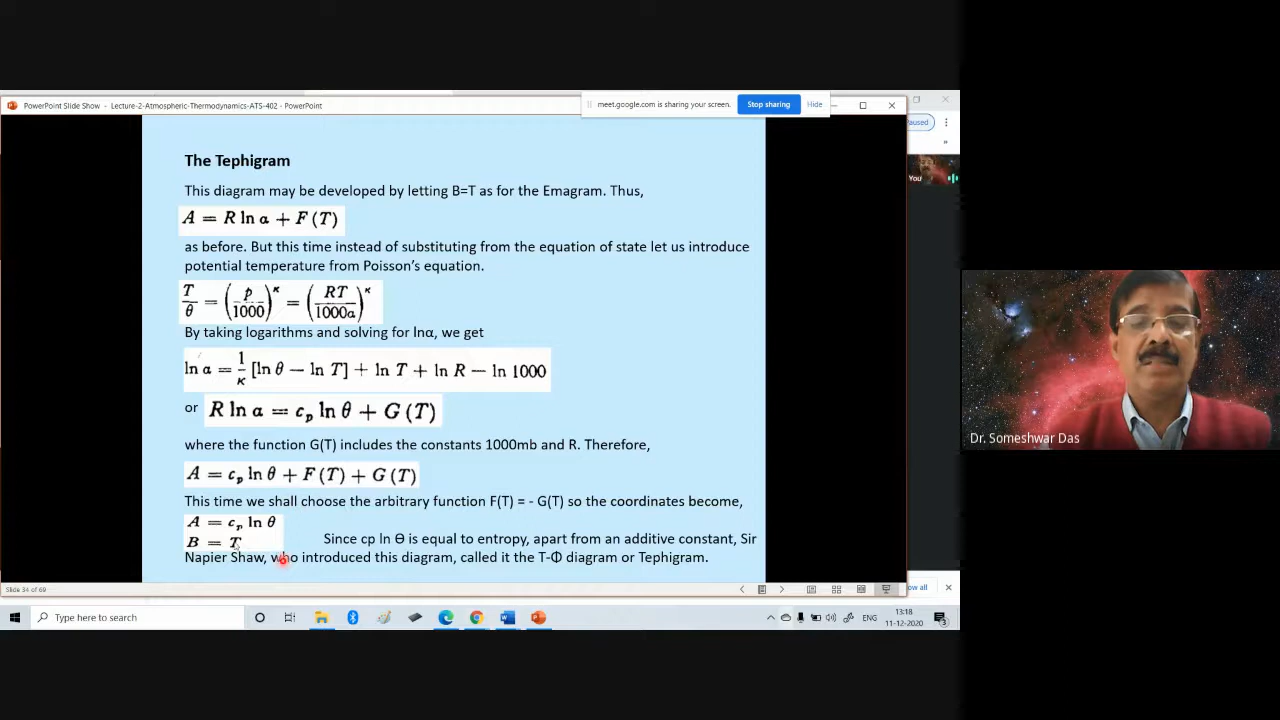 PowerPoint Slide Show - Lecture-2-Atmospheric-Thermodynamics-ATS-402 - PowerPoint
meet.google.com is sharing your screen. Stop sharing Hide
You
The Tephigram
This diagram may be developed by letting B=T as for the Emagram. Thus,
A = R ln α + F (T)
as before. But this time instead of substituting from the equation of state let us introduce
potential temperature from Poisson's equation.
T/θ = (p/1000)^κ = (RT/1000α)^κ
By taking logarithms and solving for lnα, we get
ln α = 1/κ [ln θ − ln T] + ln T + ln R − ln 1000
or R ln α = c_p ln θ + G (T)
where the function G(T) includes the constants 1000mb and R. Therefore,
A = c_p ln θ + F (T) + G (T)
This time we shall choose the arbitrary function F(T) = - G(T) so the coordinates become,
A = c_p ln θ
B = T Since cp ln Θ is equal to entropy, apart from an additive constant, Sir
Napier Shaw, who introduced this diagram, called it the T-Φ diagram or Tephigram.
Dr. Someshwar Das
Slide 34 of 69
Type here to search
ENG
13:18
11-12-2020